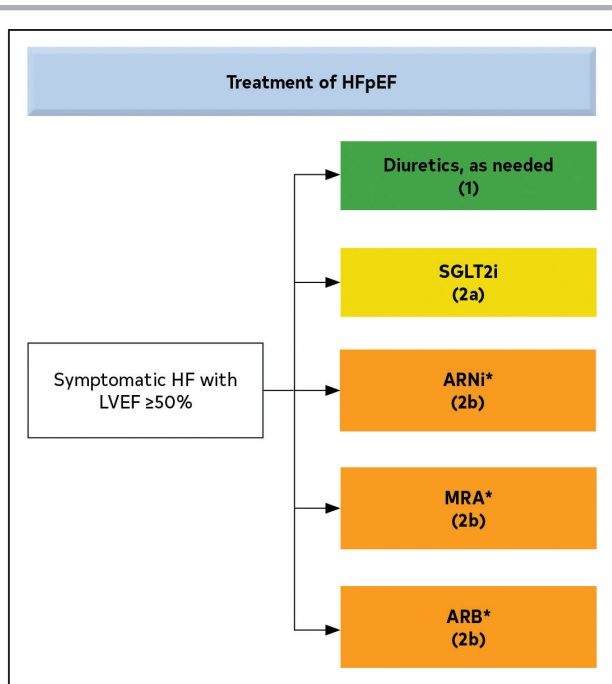 Treatment of HFpEF
Diuretics, as needed
(1)
SGLT2i
(2a)
Symptomatic HF with
LVEF ≥50%
ARNi*
(2b)
MRA*
(2b)
ARB*
(2b)